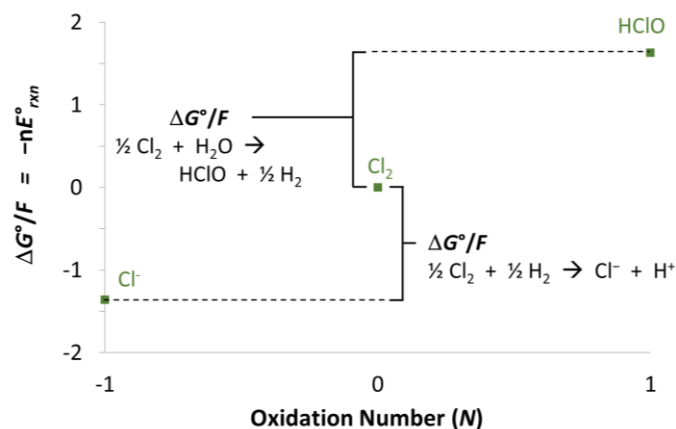 2
HClO
ΔG°/F = −nE°rxn
1
ΔG°/F
½ Cl₂ + H₂O →
HClO + ½ H₂
Cl₂
0
ΔG°/F
½ Cl₂ + ½ H₂ → Cl⁻ + H⁺
-1
Cl⁻
-2
-1
0
1
Oxidation Number (N)